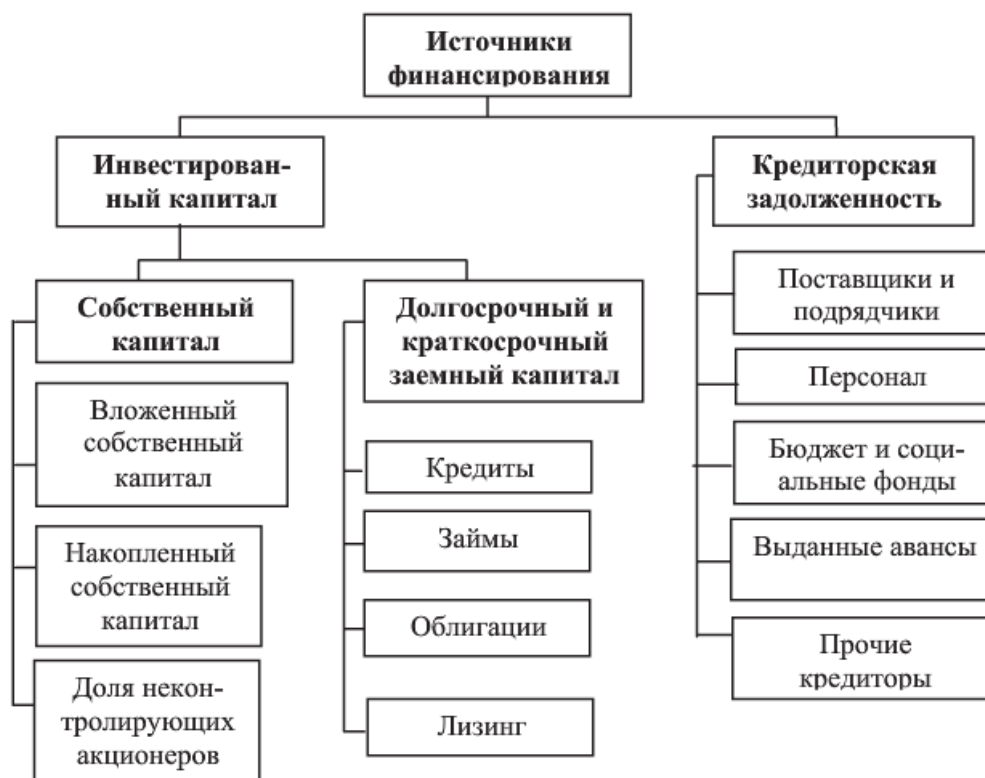 Источники
финансирования
Инвестирован-
ный капитал
Кредиторская
задолженность
Собственный
капитал
Вложенный
собственный
капитал
Накопленный
собственный
капитал
Доля некон-
тролирующих
акционеров
Долгосрочный и
краткосрочный
заемный капитал
Кредиты
Займы
Облигации
Лизинг
Поставщики и
подрядчики
Персонал
Бюджет и соци-
альные фонды
Выданные авансы
Прочие
кредиторы